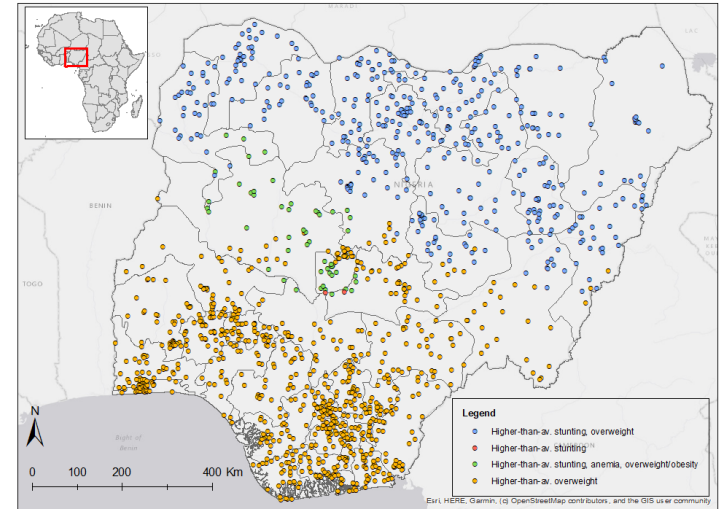 MARADI
LAC
BENIN
NIGERIA
TOGO
Bight of
Benin
N
0 100 200 400 Km
Legend
Higher-than-av. stunting, overweight
Higher-than-av. stunting
Higher-than-av. stunting, anemia, overweight/obesity
Higher-than-av. overweight
Esri, HERE, Garmin, (c) OpenStreetMap contributors, and the GIS user community